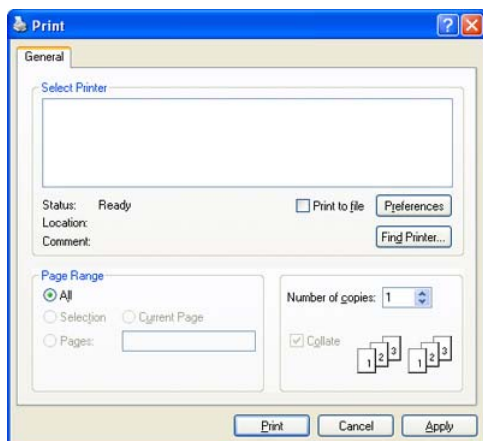 Print
General
Select Printer
Status: Ready
Location:
Comment:
Print to file
Preferences
Find Printer...
Page Range
All
Selection
Current Page
Pages:
Number of copies: 1
Collate
1 2 3 1 2 3
Print
Cancel
Apply